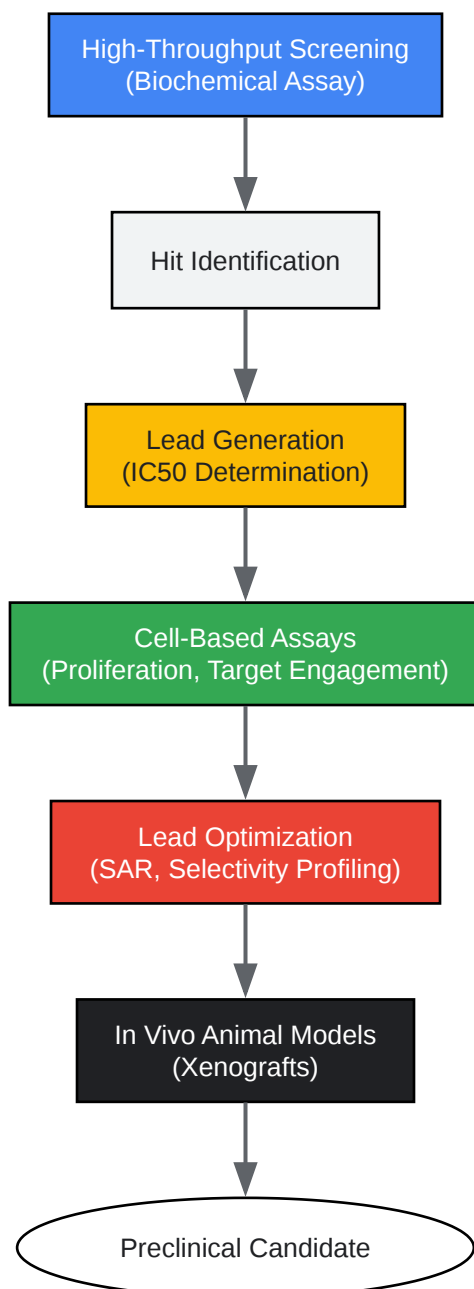 High-Throughput Screening
(Biochemical Assay)
Hit Identification
Lead Generation
(IC50 Determination)
Cell-Based Assays
(Proliferation, Target Engagement)
Lead Optimization
(SAR, Selectivity Profiling)
In Vivo Animal Models
(Xenografts)
Preclinical Candidate